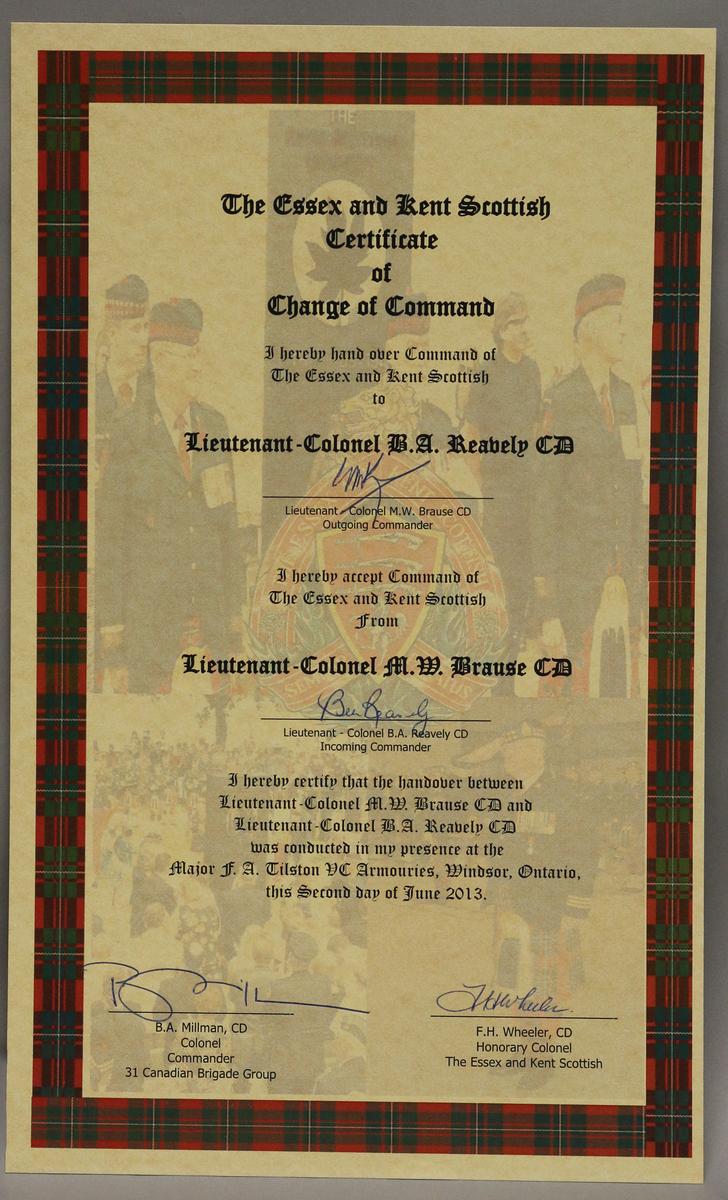 THE
The Essex and Kent Scottish
Certificate
of
Change of Command
I hereby hand over Command of
The Essex and Kent Scottish
to
Lieutenant-Colonel B.A. Reavely CD
Lieutenant - Colonel M.W. Brause CD
Outgoing Commander
I hereby accept Command of
The Essex and Kent Scottish
From
Lieutenant-Colonel M.W. Brause CD
Ben Reavely
Lieutenant - Colonel B.A. Reavely CD
Incoming Commander
I hereby certify that the handover between
Lieutenant-Colonel M.W. Brause CD and
Lieutenant-Colonel B.A. Reavely CD
was conducted in my presence at the
Major F. A. Tilston VC Armouries, Windsor, Ontario,
this Second day of June 2013.
FHWheeler
B.A. Millman, CD
Colonel
Commander
31 Canadian Brigade Group
F.H. Wheeler, CD
Honorary Colonel
The Essex and Kent Scottish